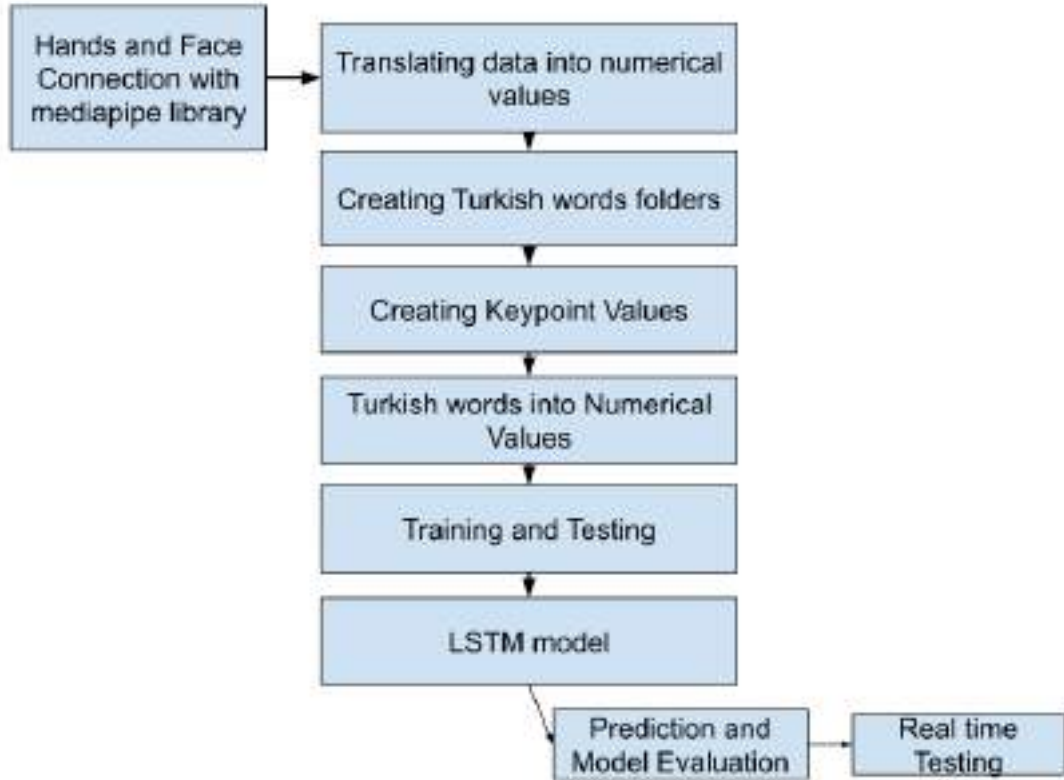 Hands and Face
Connection with
mediapipe library
Translating data into numerical
values
Creating Turkish words folders
Creating Keypoint Values
Turkish words into Numerical
Values
Training and Testing
LSTM model
Prediction and
Model Evaluation
Real time
Testing